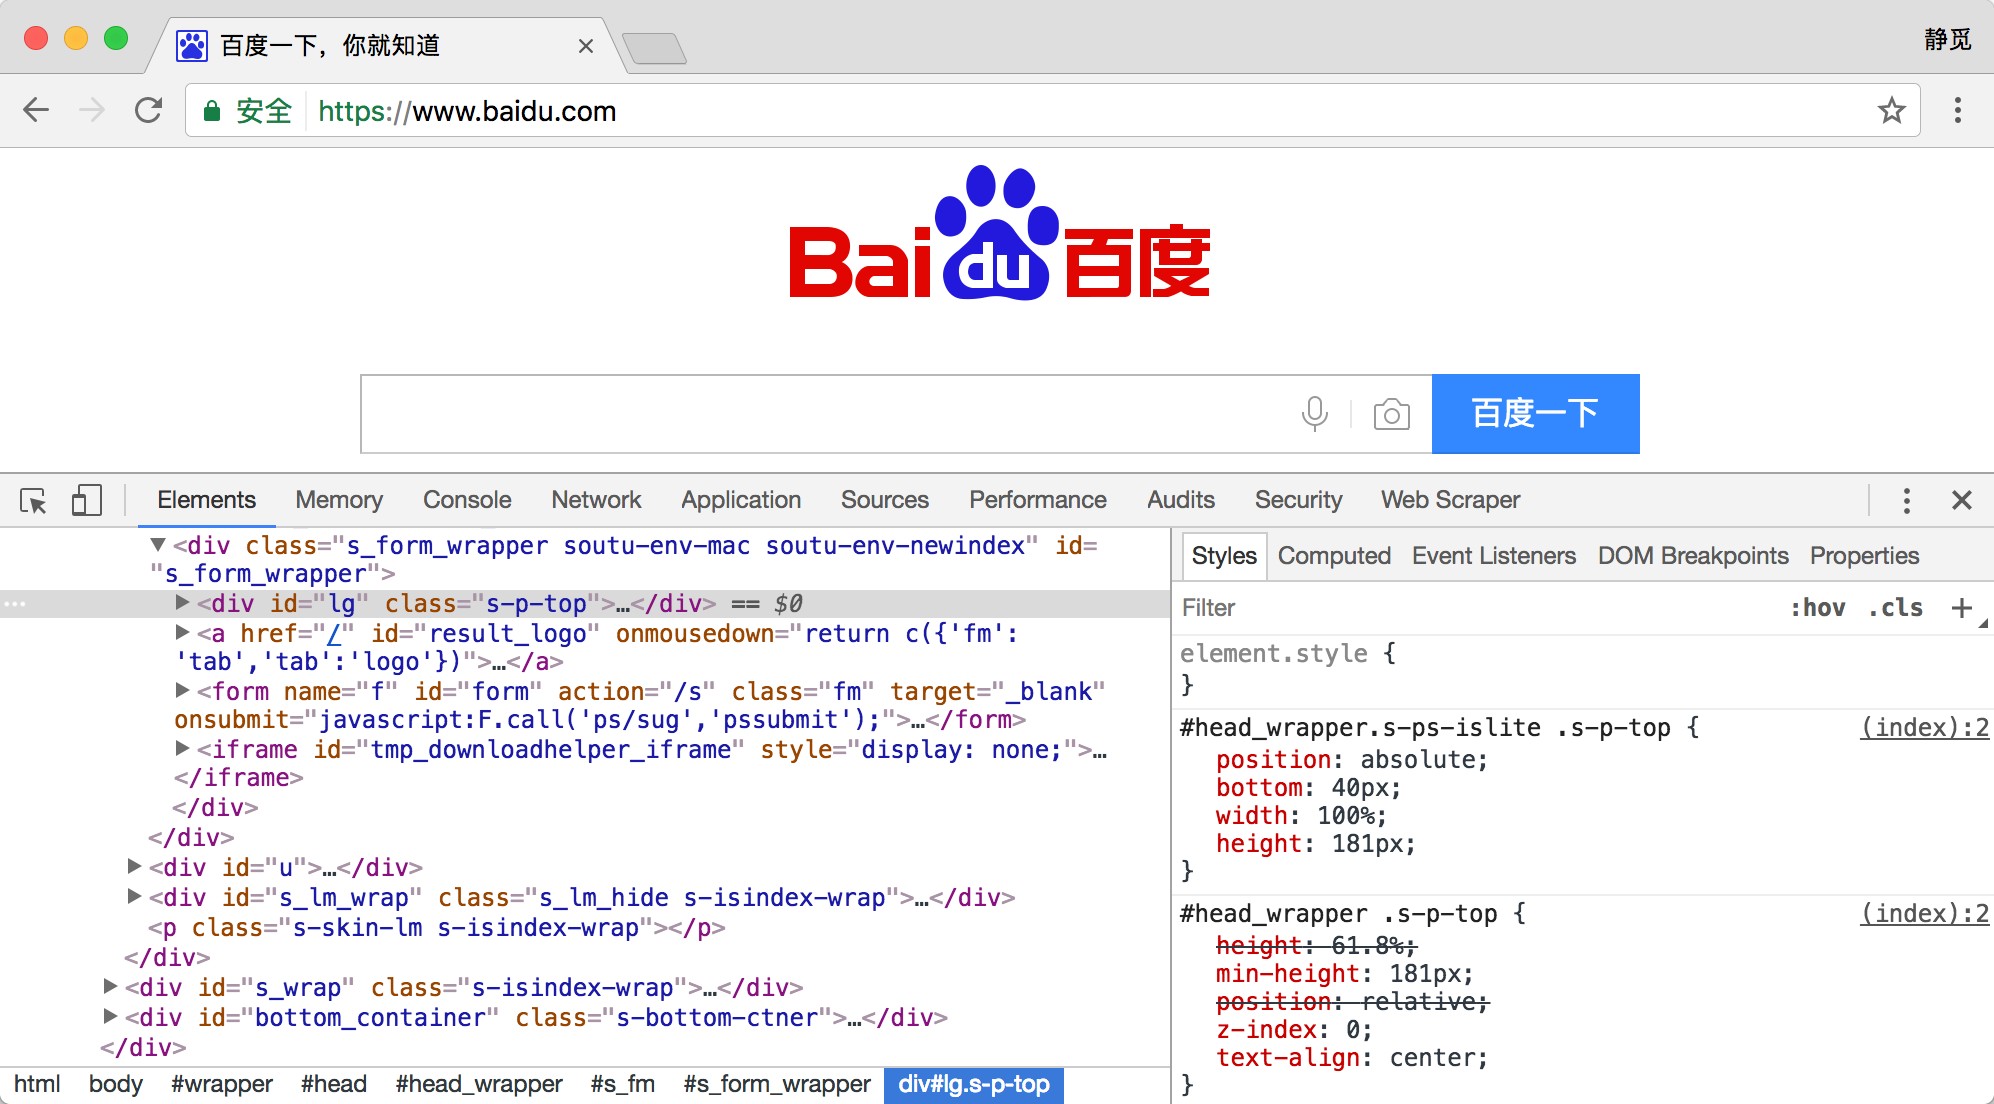 百度一下，你就知道
静觅
安全 https://www.baidu.com
Bai du 百度
百度一下
Elements Memory Console Network Application Sources Performance Audits Security Web Scraper
<div class="s_form_wrapper soutu-env-mac soutu-env-newindex" id=
"s_form_wrapper">
<div id="lg" class="s-p-top">…</div> == $0
<a href="/" id="result_logo" onmousedown="return c({'fm':
'tab','tab':'logo'})">…</a>
<form name="f" id="form" action="/s" class="fm" target="_blank"
onsubmit="javascript:F.call('ps/sug','pssubmit');">…</form>
<iframe id="tmp_downloadhelper_iframe" style="display: none;">…
</iframe>
</div>
</div>
<div id="u">…</div>
<div id="s_lm_wrap" class="s_lm_hide s-isindex-wrap">…</div>
<p class="s-skin-lm s-isindex-wrap"></p>
</div>
<div id="s_wrap" class="s-isindex-wrap">…</div>
<div id="bottom_container" class="s-bottom-ctner">…</div>
</div>
html body #wrapper #head #head_wrapper #s_fm #s_form_wrapper div#lg.s-p-top
Styles Computed Event Listeners DOM Breakpoints Properties
Filter :hov .cls +
element.style {
}
#head_wrapper.s-ps-islite .s-p-top { (index):2
position: absolute;
bottom: 40px;
width: 100%;
height: 181px;
}
#head_wrapper .s-p-top { (index):2
height: 61.8%;
min-height: 181px;
position: relative;
z-index: 0;
text-align: center;
}